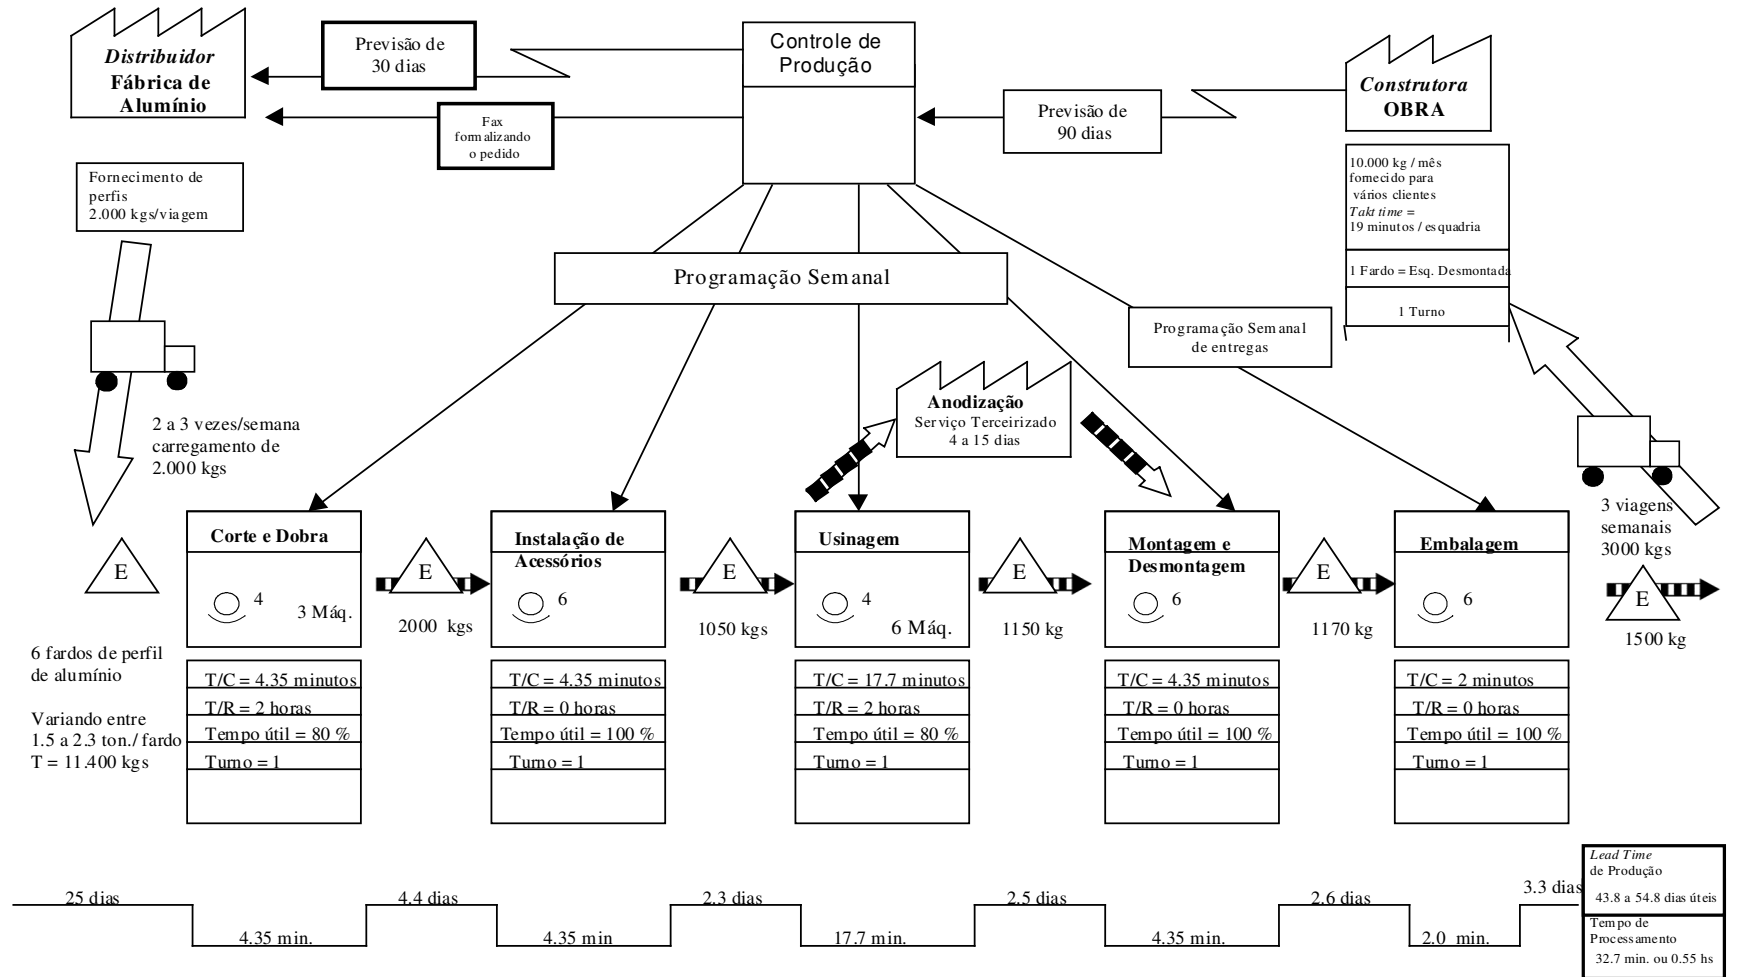 Distribuidor
Fábrica de
Alumínio
Previsão de
30 dias
Fax
formalizando
o pedido
Controle de
Produção
Previsão de
90 dias
Construtora
OBRA
10.000 kg / mês
fornecido para
vários clientes
Takt time =
19 minutos / esquadria
1 Fardo = Esq. Desmontada
1 Turno
Fornecimento de
perfis
2.000 kgs/viagem
Programação Semanal
Programação Semanal
de entregas
2 a 3 vezes/semana
carregamento de
2.000 kgs
Anodização
Serviço Terceirizado
4 a 15 dias
3 viagens
semanais
3000 kgs
E
6 fardos de perfil
de alumínio
Variando entre
1.5 a 2.3 ton./ fardo
T = 11.400 kgs
Corte e Dobra
4
3 Máq.
T/C = 4.35 minutos
T/R = 2 horas
Tempo útil = 80 %
Turno = 1
E
2000 kgs
Instalação de
Acessórios
6
T/C = 4.35 minutos
T/R = 0 horas
Tempo útil = 100 %
Turno = 1
E
1050 kgs
Usinagem
4
6 Máq.
T/C = 17.7 minutos
T/R = 2 horas
Tempo útil = 80 %
Turno = 1
E
1150 kg
Montagem e
Desmontagem
6
T/C = 4.35 minutos
T/R = 0 horas
Tempo útil = 100 %
Turno = 1
E
1170 kg
Embalagem
6
T/C = 2 minutos
T/R = 0 horas
Tempo útil = 100 %
Turno = 1
E
1500 kg
25 dias
4.35 min.
4.4 dias
4.35 min
2.3 dias
17.7 min.
2.5 dias
4.35 min.
2.6 dias
2.0 min.
3.3 dias
Lead Time
de Produção
43.8 a 54.8 dias úteis
Tempo de
Processamento
32.7 min. ou 0.55 hs